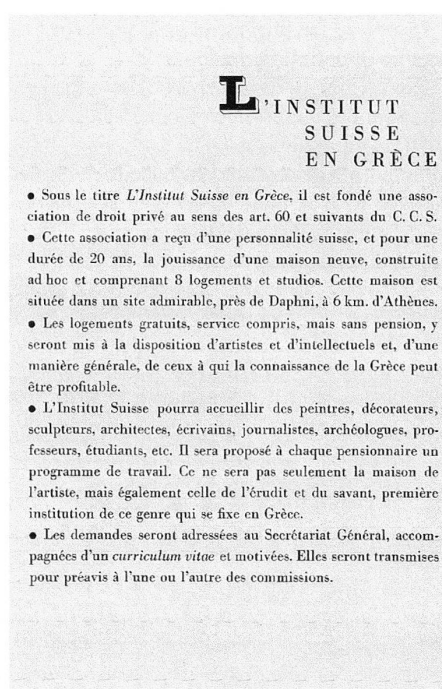 L'INSTITUT
SUISSE
EN GRÈCE
● Sous le titre L'Institut Suisse en Grèce, il est fondé une asso-
ciation de droit privé au sens des art. 60 et suivants du C. C. S.
● Cette association a reçu d'une personnalité suisse, et pour une
durée de 20 ans, la jouissance d'une maison neuve, construite
ad hoc et comprenant 8 logements et studios. Cette maison est
située dans un site admirable, près de Daphni, à 6 km. d'Athènes.
● Les logements gratuits, service compris, mais sans pension, y
seront mis à la disposition d'artistes et d'intellectuels et, d'une
manière générale, de ceux à qui la connaissance de la Grèce peut
être profitable.
● L'Institut Suisse pourra accueillir des peintres, décorateurs,
sculpteurs, architectes, écrivains, journalistes, archéologues, pro-
fesseurs, étudiants, etc. Il sera proposé à chaque pensionnaire un
programme de travail. Ce ne sera pas seulement la maison de
l'artiste, mais également celle de l'érudit et du savant, première
institution de ce genre qui se fixe en Grèce.
● Les demandes seront adressées au Secrétariat Général, accom-
pagnées d'un curriculum vitae et motivées. Elles seront transmises
pour préavis à l'une ou l'autre des commissions.